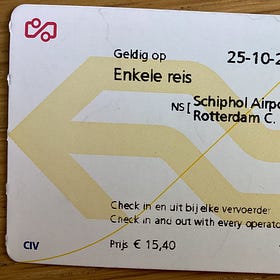 Geldig op 25-10-2
Enkele reis
NS [ Schiphol Airpo
Rotterdam C.
Check in en uit bij elke vervoerder
Check in and out with every operato
CIV Prijs € 15,40